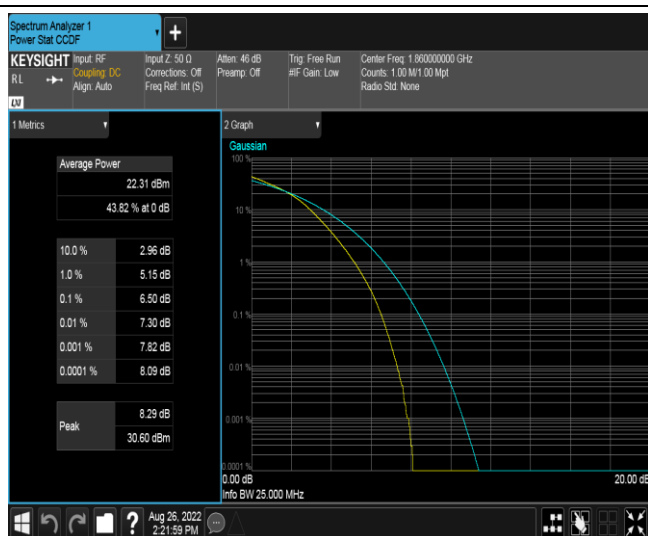 Spectrum Analyzer 1
Power Stat CCDF
KEYSIGHT
RL
LXI
Input: RF
Coupling: DC
Align: Auto
Input Z: 50 Ω
Corrections: Off
Freq Ref: Int (S)
Atten: 46 dB
Preamp: Off
Trig: Free Run
#IF Gain: Low
Center Freq: 1.860000000 GHz
Counts: 1.00 M/1.00 Mpt
Radio Std: None
1 Metrics
Average Power
22.31 dBm
43.82 % at 0 dB
10.0 % 2.96 dB
1.0 % 5.15 dB
0.1 % 6.50 dB
0.01 % 7.30 dB
0.001 % 7.82 dB
0.0001 % 8.09 dB
Peak
8.29 dB
30.60 dBm
2 Graph
Gaussian
100 %
10 %
1 %
0.1 %
0.01 %
0.001 %
0.0001 %
0.00 dB
20.00 dB
Info BW 25.000 MHz
?
Aug 26, 2022
2:21:59 PM